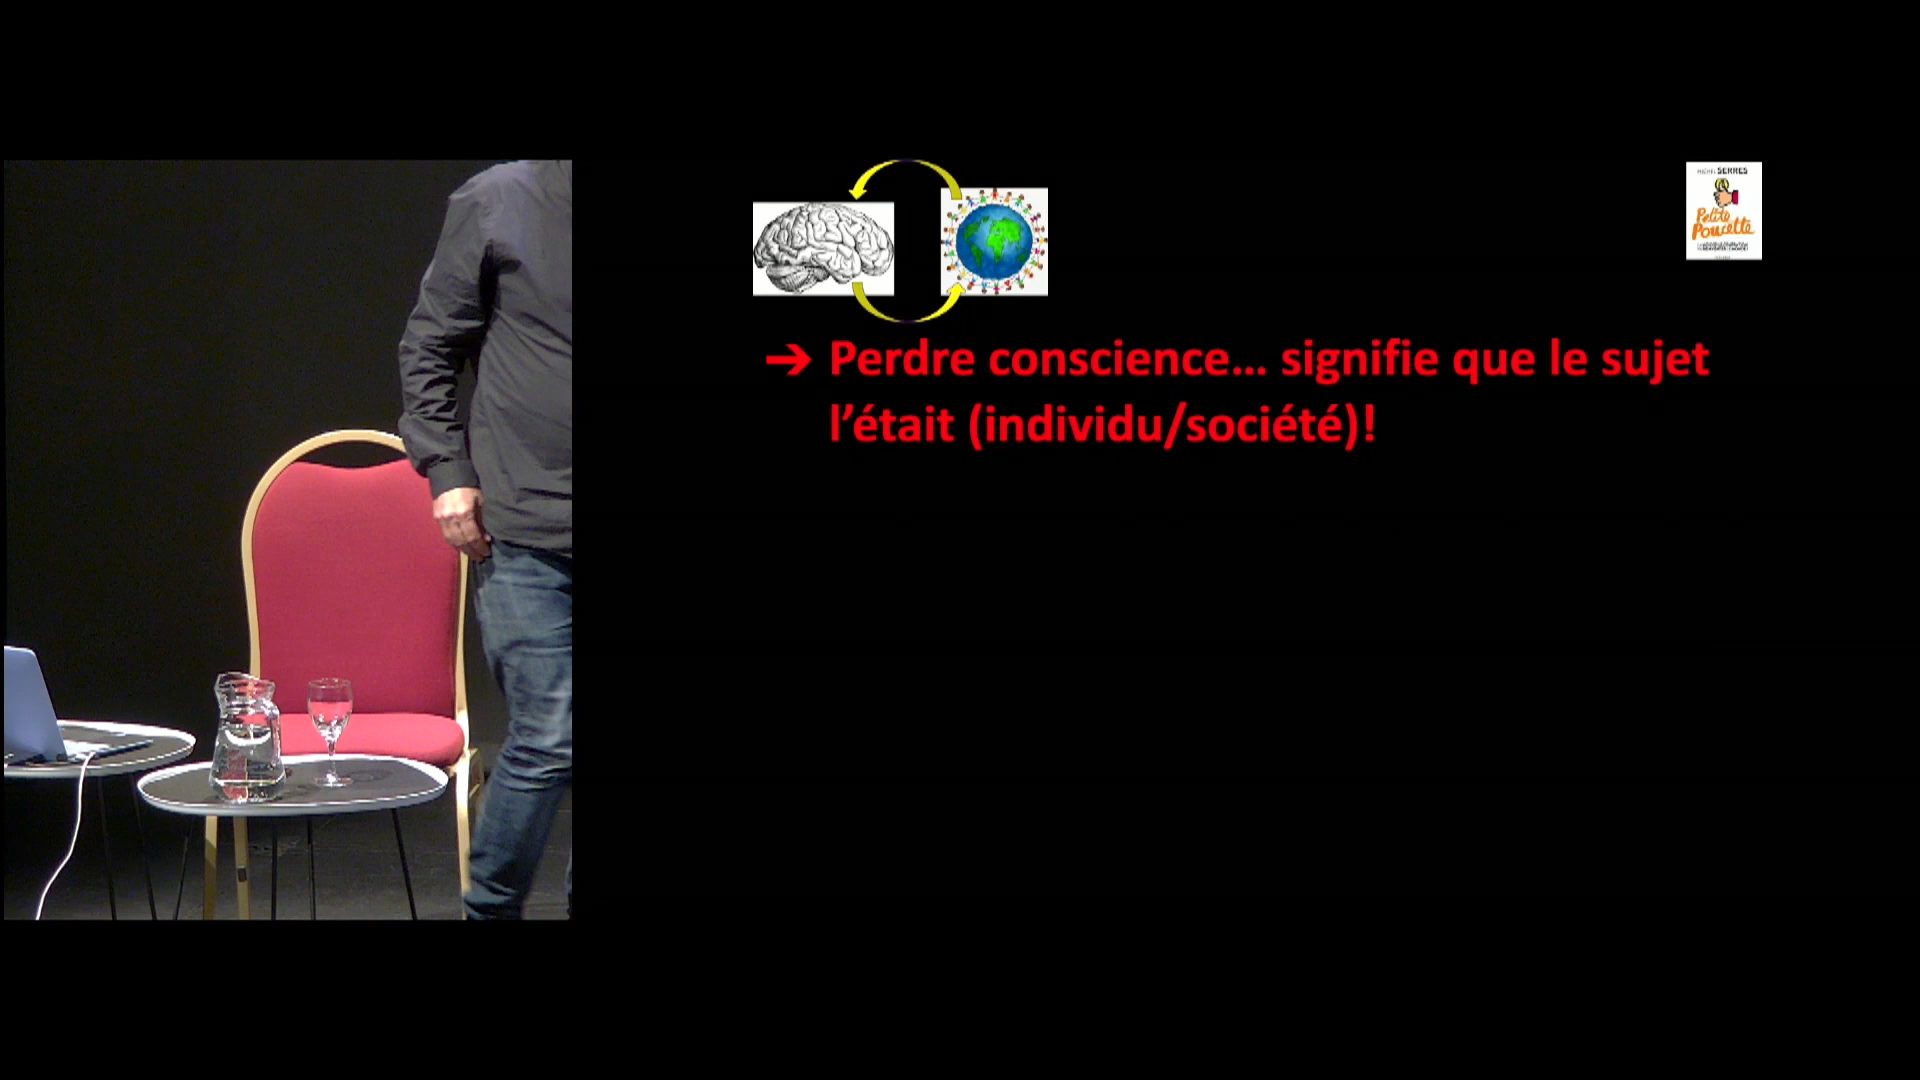 MICHEL SERRES
Petite
Poucette
➔ Perdre conscience… signifie que le sujet
l’était (individu/société)!